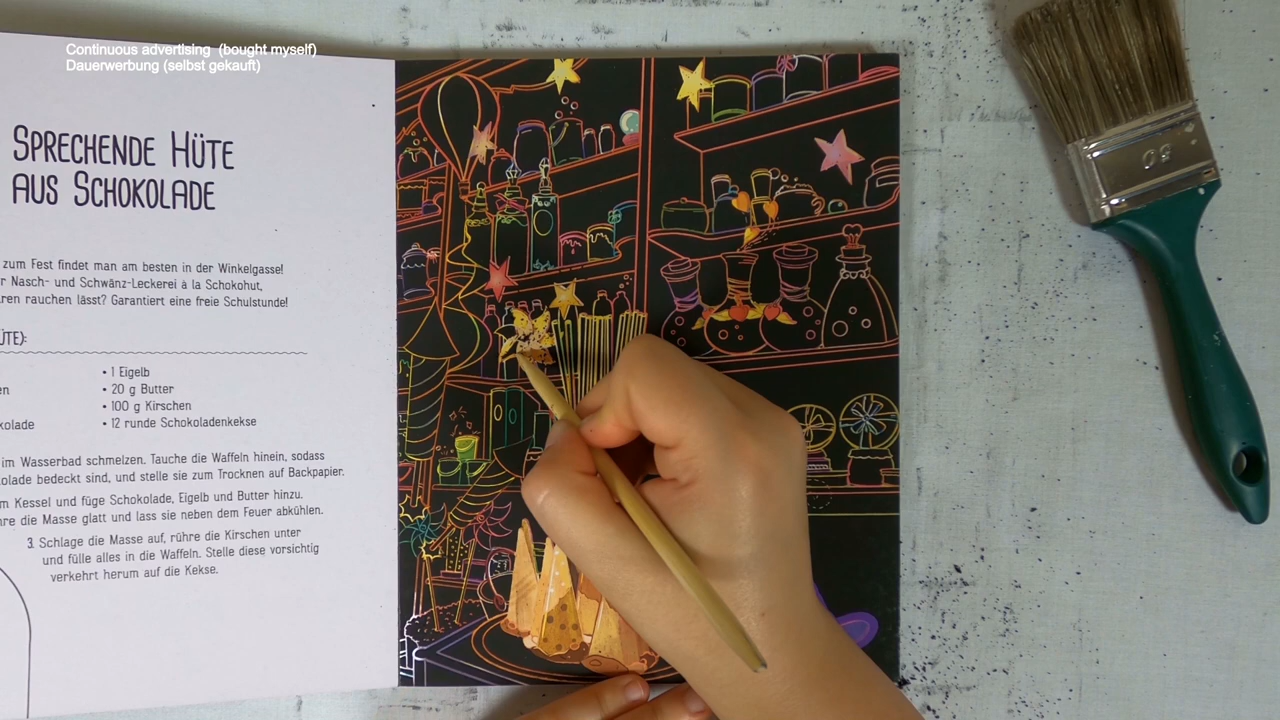 Continuous advertising (bought myself)
Dauerwerbung (selbst gekauft)
SPRECHENDE HÜTE
AUS SCHOKOLADE
zum Fest findet man am besten in der Winkelgasse!
Nasch- und Schwänz-Leckerei à la Schokohut,
rauchen lässt? Garantiert eine freie Schulstunde!
• 1 Eigelb
• 20 g Butter
• 100 g Kirschen
• 12 runde Schokoladenkekse
im Wasserbad schmelzen. Tauche die Waffeln hinein, sodass
bedeckt sind, und stelle sie zum Trocknen auf Backpapier.
Kessel und füge Schokolade, Eigelb und Butter hinzu.
die Masse glatt und lass sie neben dem Feuer abkühlen.
3. Schlage die Masse auf, rühre die Kirschen unter
und fülle alles in die Waffeln. Stelle diese vorsichtig
verkehrt herum auf die Kekse.
50